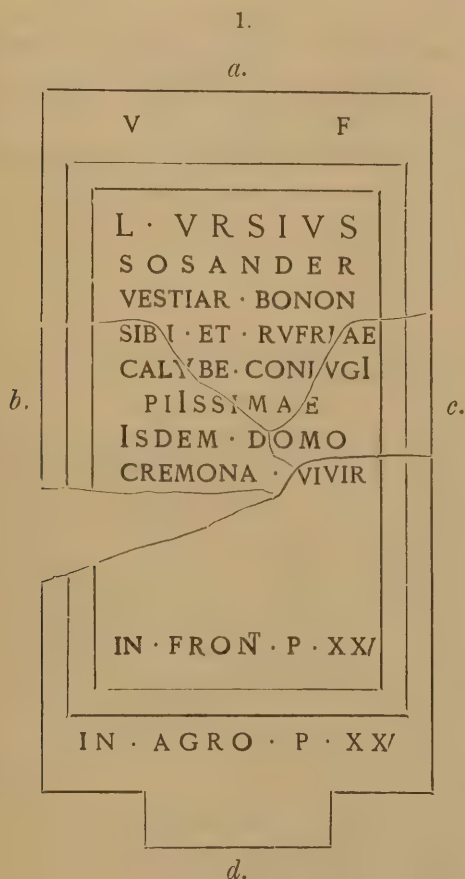 1.
a.
V F
L · VRSIVS
SOSANDER
VESTIAR · BONON
SIBI · ET · RVFRIAE
CALYBE · CONIVGI
PIISSIMAE
ISDEM · DOMO
b. c.
CREMONA · VIVIR
IN · FRONT · P · XX/
IN · AGRO · P · XX/
d.